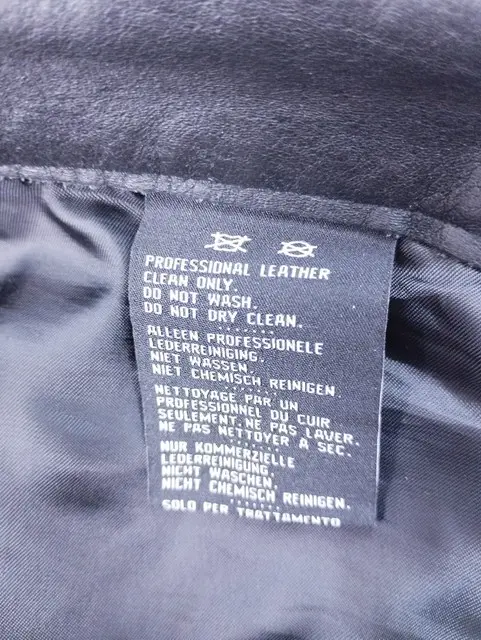 PROFESSIONAL LEATHER
CLEAN ONLY.
DO NOT WASH.
DO NOT DRY CLEAN.
ALLEEN PROFESSIONELE
LEDERREINIGING.
NIET WASSEN.
NIET CHEMISCH REINIGEN.
NETTOYAGE PAR UN
PROFESSIONNEL DU CUIR
SEULEMENT. NE PAS LAVER.
NE PAS NETTOYER À SEC.
NUR KOMMERZIELLE
LEDERREINIGUNG.
NICHT WASCHEN.
NICHT CHEMISCH REINIGEN.
SOLO PER TRATTAMENTO